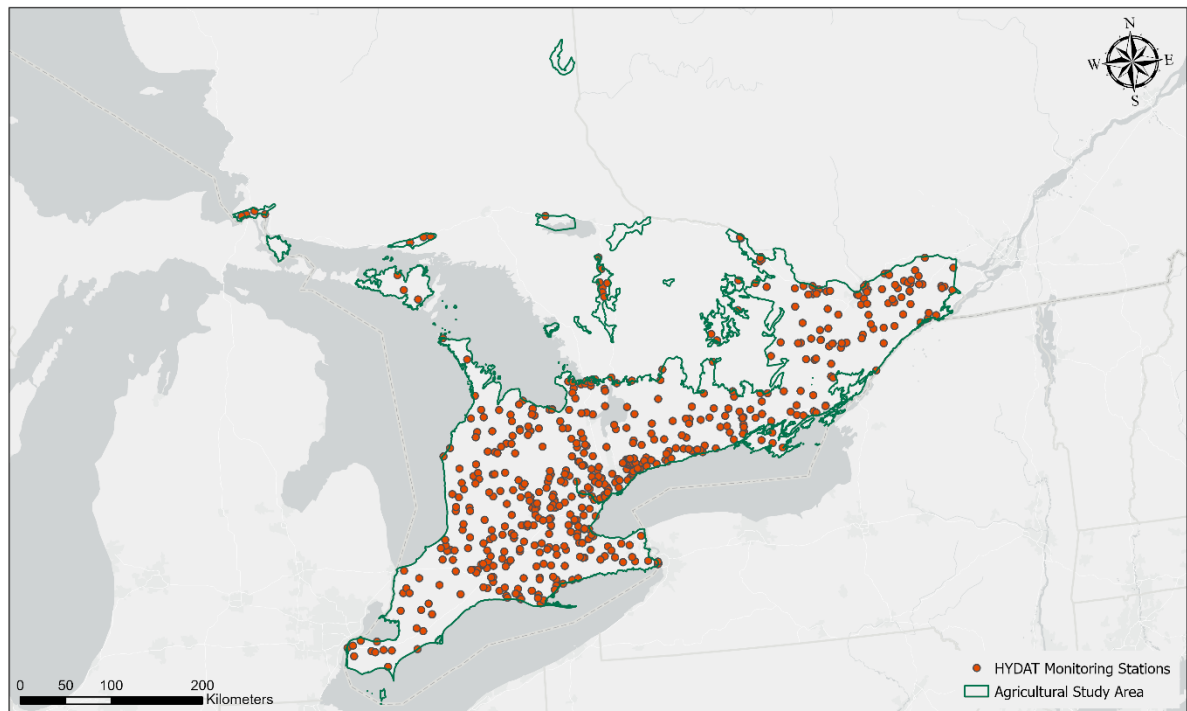 N
W E
S
HYDAT Monitoring Stations
Agricultural Study Area
0 50 100 200
Kilometers